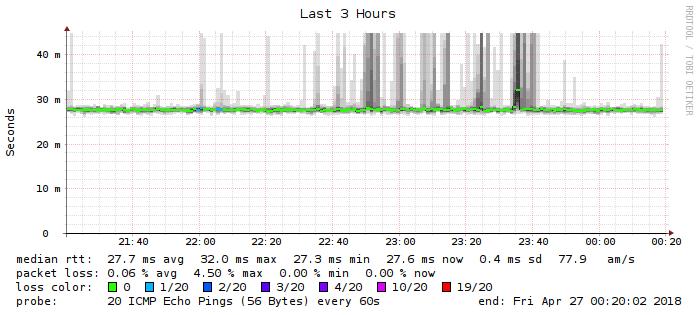 Last 3 Hours
RRDTOOL / TOBI OETIKER
Seconds
40 m
30 m
20 m
10 m
0
21:40 22:00 22:20 22:40 23:00 23:20 23:40 00:00 00:20
median rtt: 27.7 ms avg 32.0 ms max 27.3 ms min 27.6 ms now 0.4 ms sd 77.9 am/s
packet loss: 0.06 % avg 4.50 % max 0.00 % min 0.00 % now
loss color: 0 1/20 2/20 3/20 4/20 10/20 19/20
probe: 20 ICMP Echo Pings (56 Bytes) every 60s end: Fri Apr 27 00:20:02 2018